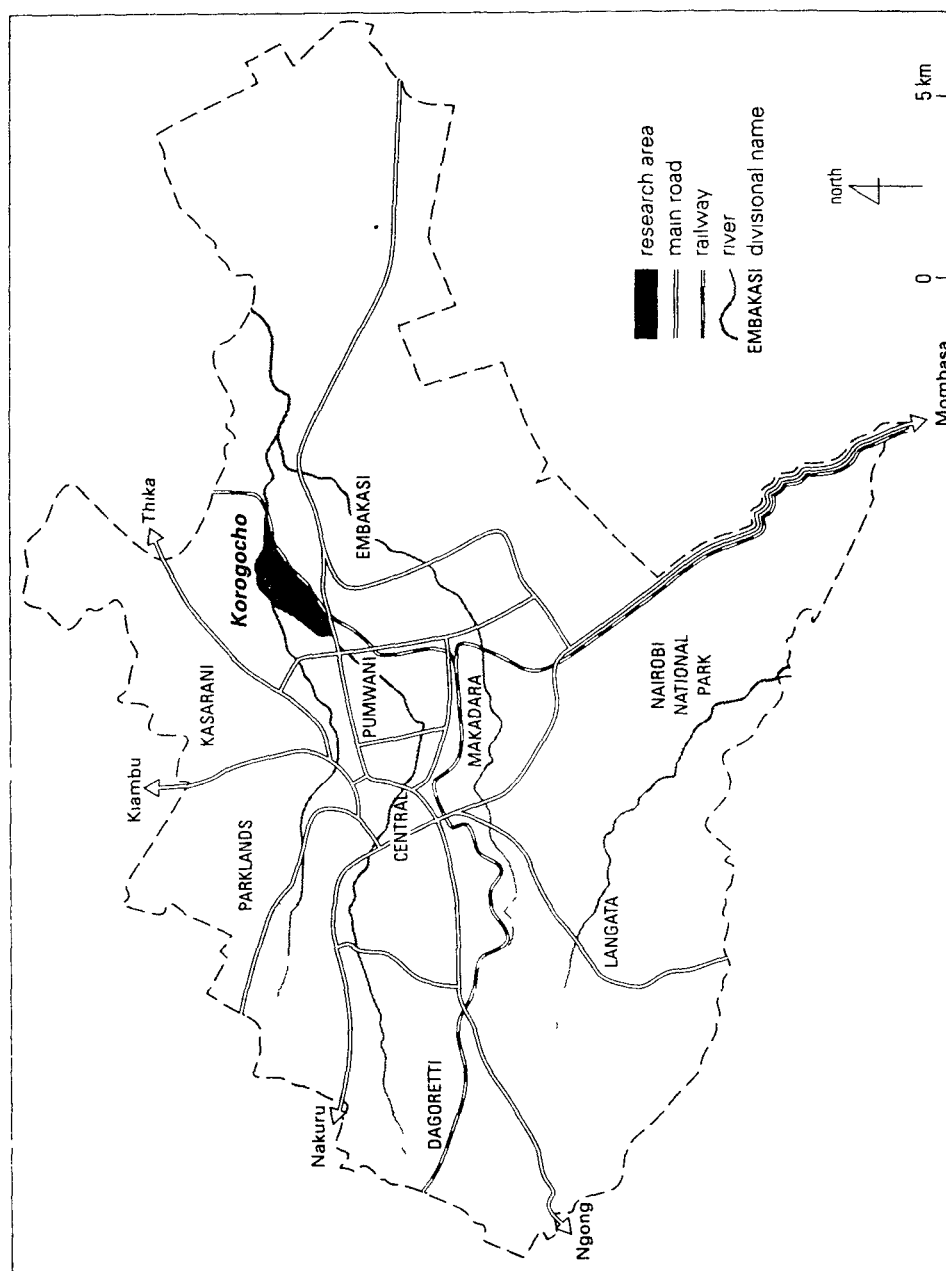 Thika
Kiambu
Korogocho
KASARANI
PARKLANDS
Nakuru
PUMWANI
EMBAKASI
CENTRAL
MAKADARA
DAGORETTI
Ngong
LANGATA
NAIROBI
NATIONAL
PARK
Mombasa
research area
main road
railway
river
EMBAKASI divisional name
north
0 5 km